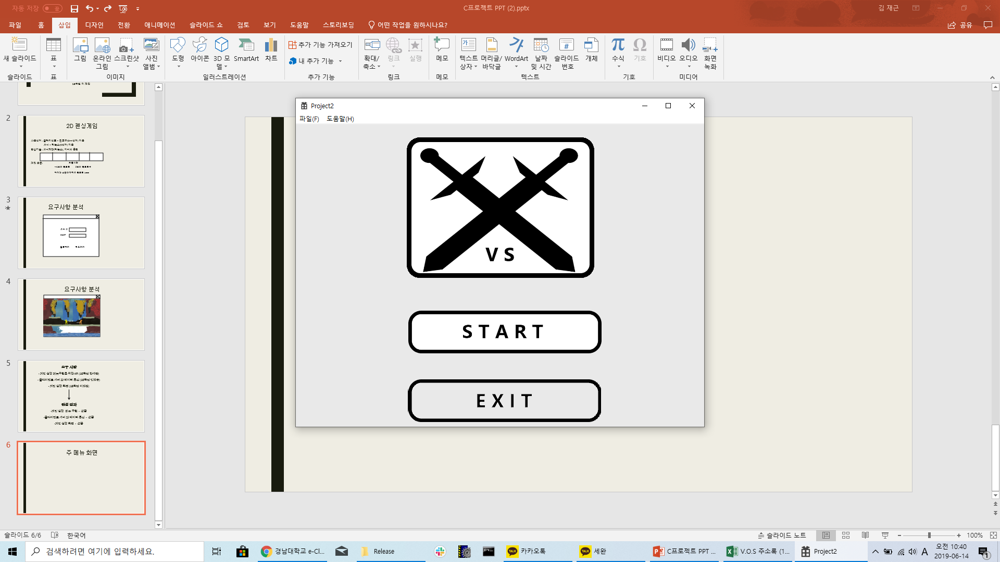 자동 저장 끔
C프로젝트 PPT (2).pptx
김 재근
파일 홈 삽입 디자인 전환 애니메이션 슬라이드 쇼 검토 보기 도움말 스토리보딩 어떤 작업을 원하시나요? 공유
새 슬라이드 표 그림 온라인 그림 스크린샷 사진 앨범 도형 아이콘 3D 모델 SmartArt 차트
추가 기능 가져오기
내 추가 기능
확대/축소 링크 실행 메모 텍스트 상자 머리글/바닥글 WordArt 날짜 및 시간 슬라이드 번호 개체 수식 기호 비디오 오디오 화면 녹화
슬라이드 표 이미지 일러스트레이션 추가 기능 링크 메모 텍스트 기호 미디어
2
2D 펜싱게임
3
요구사항 분석
4
요구사항 분석
5
요구 사항
6
주 메뉴 화면
Project2
파일(F) 도움말(H)
V S
S T A R T
E X I T
슬라이드 6/6 한국어 슬라이드 노트 100%
검색하려면 여기에 입력하세요.
경남대학교 e-Cl...
Release
카카오톡
세완
C프로젝트 PPT ...
V.O.S 주소록 (1...
Project2
A
오전 10:40
2019-06-14
1